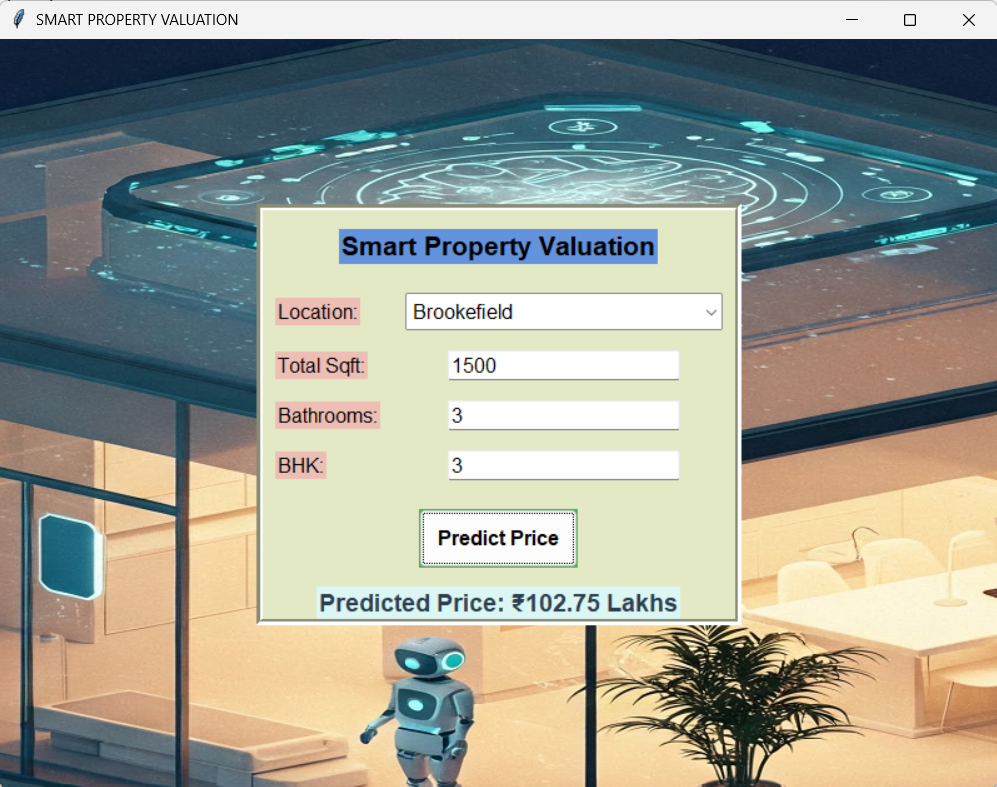 SMART PROPERTY VALUATION
Smart Property Valuation
Location: Brookefield
Total Sqft: 1500
Bathrooms: 3
BHK: 3
Predict Price
Predicted Price: ₹102.75 Lakhs